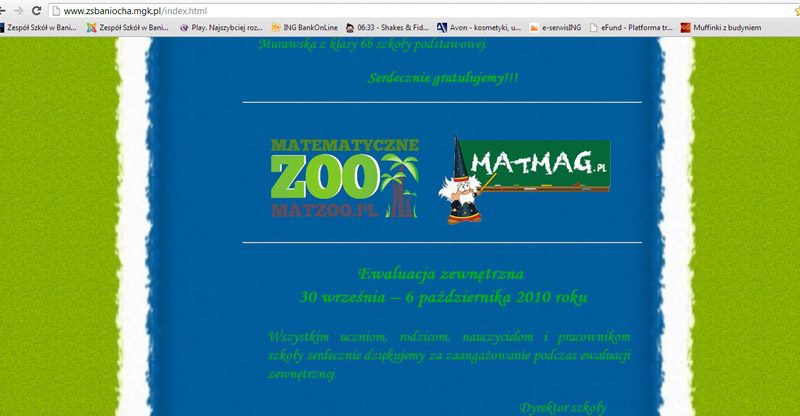 www.zsbaniocha.mgk.pl/index.html
Zespół Szkół w Bani... Zespół Szkół w Bani... Play. Najszybciej roz... ING BankOnLine 06:33 - Shakes & Fid... Avon - kosmetyki, u... e-serwisING eFund - Platforma tr... Muffinki z budyniem
Murawska z klasy 6b szkoły podstawowej.
Serdecznie gratulujemy!!!
MATEMATYCZNE
ZOO
MATZOO.PL
MATMAG.PL
Ewaluacja zewnętrzna
30 września – 6 października 2010 roku
Wszystkim uczniom, rodzicom, nauczycielom i pracownikom
szkoły serdecznie dziękujemy za zaangażowanie podczas ewaluacji
zewnętrznej.
Dyrektor szkoły